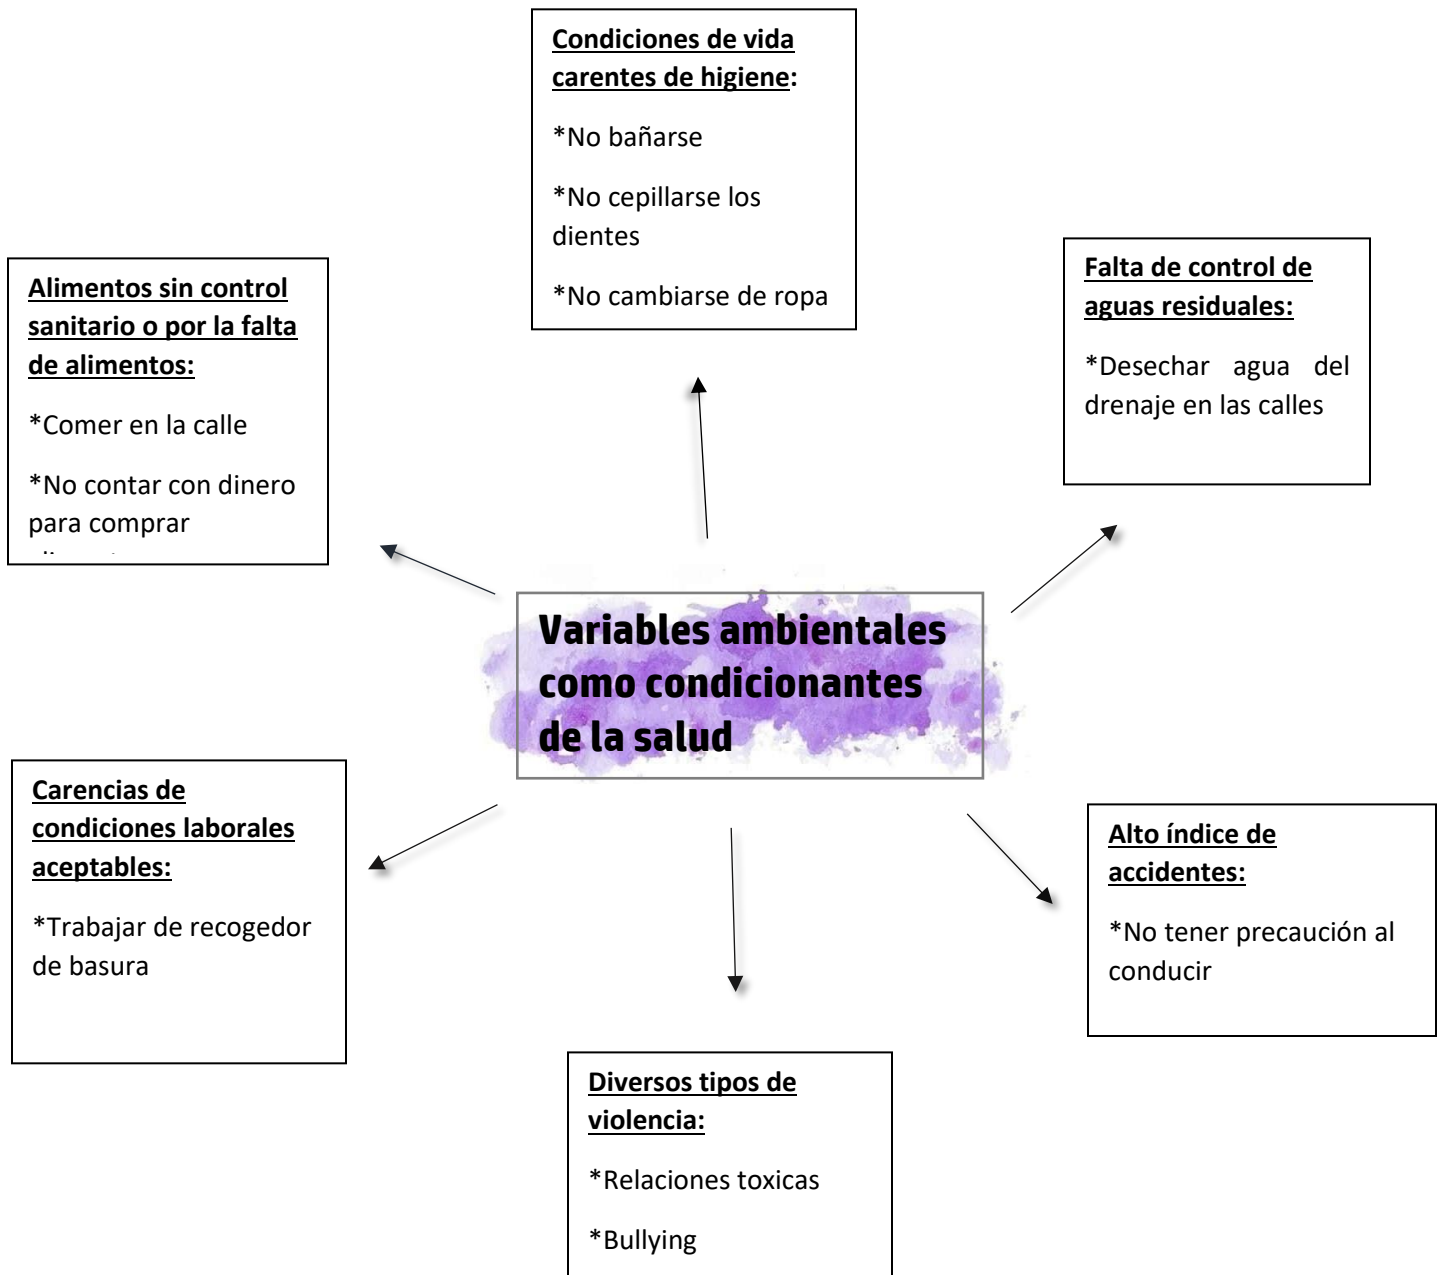 Condiciones de vida
carentes de higiene:
*No bañarse
*No cepillarse los
dientes
*No cambiarse de ropa
Alimentos sin control
sanitario o por la falta
de alimentos:
*Comer en la calle
*No contar con dinero
para comprar
Falta de control de
aguas residuales:
*Desechar agua del
drenaje en las calles
Variables ambientales
como condicionantes
de la salud
Carencias de
condiciones laborales
aceptables:
*Trabajar de recogedor
de basura
Alto índice de
accidentes:
*No tener precaución al
conducir
Diversos tipos de
violencia:
*Relaciones toxicas
*Bullying